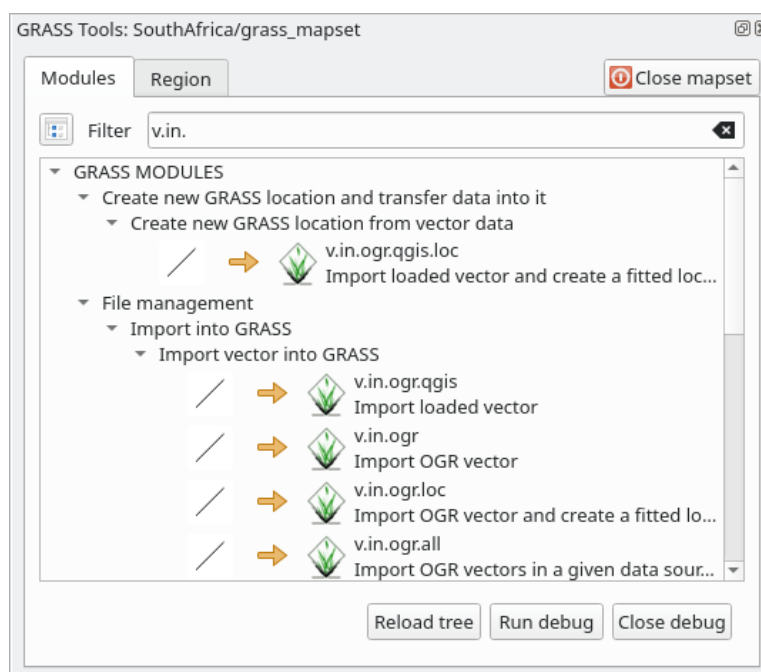 GRASS Tools: SouthAfrica/grass_mapset
Modules
Region
Close mapset
Filter
v.in.
GRASS MODULES
Create new GRASS location and transfer data into it
Create new GRASS location from vector data
v.in.ogr.qgis.loc
Import loaded vector and create a fitted loc...
File management
Import into GRASS
Import vector into GRASS
v.in.ogr.qgis
Import loaded vector
v.in.ogr
Import OGR vector
v.in.ogr.loc
Import OGR vector and create a fitted lo...
v.in.ogr.all
Import OGR vectors in a given data sour...
Reload tree
Run debug
Close debug